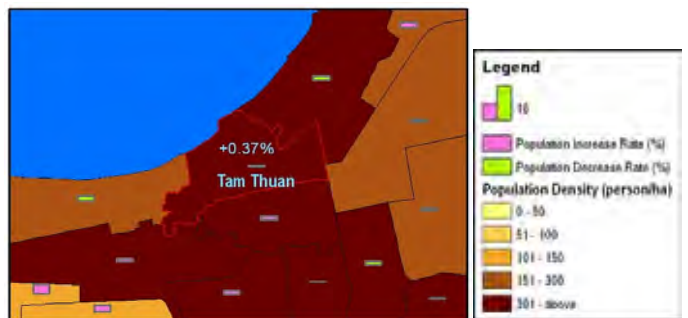 +0.37%
Tam Thuan
Legend
10
Population Increase Rate (%)
Population Decrease Rate (%)
Population Density (person/ha)
0 - 50
51 - 100
101 - 150
151 - 300
301 - above